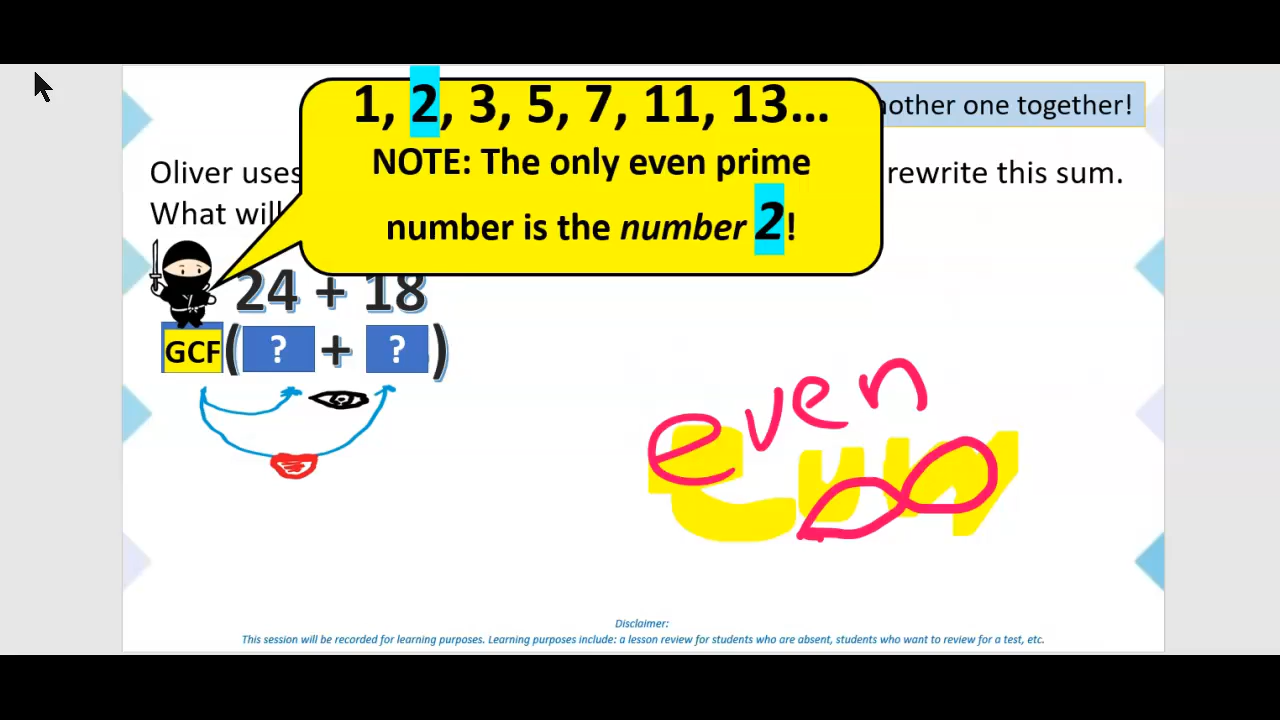 1, 2, 3, 5, 7, 11, 13...
NOTE: The only even prime
number is the number 2!
another one together!
Oliver uses rewrite this sum.
What will
24 + 18
GCF ( ? + ? )
even
Disclaimer:
This session will be recorded for learning purposes. Learning purposes include: a lesson review for students who are absent, students who want to review for a test, etc.